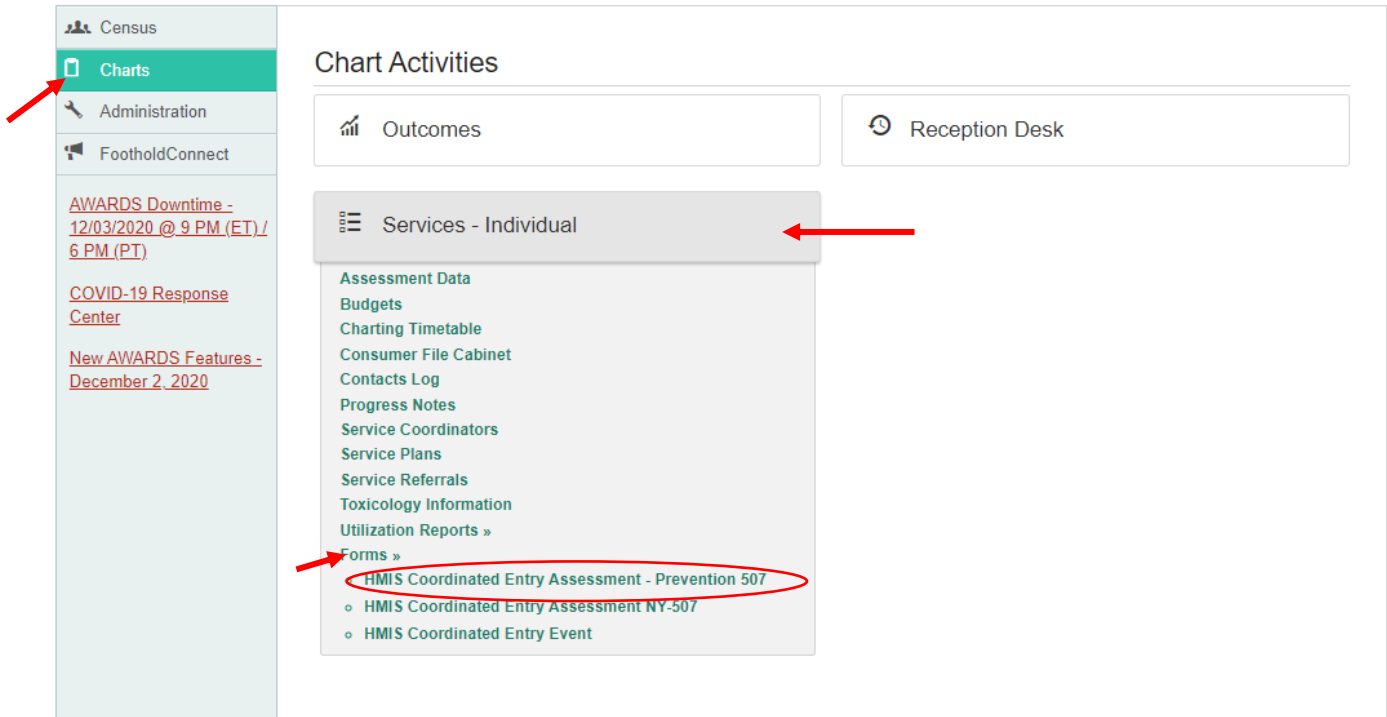 Census
Charts
Administration
FootholdConnect
AWARDS Downtime -
12/03/2020 @ 9 PM (ET) /
6 PM (PT)
COVID-19 Response
Center
New AWARDS Features -
December 2, 2020
Chart Activities
Outcomes
Reception Desk
Services - Individual
Assessment Data
Budgets
Charting Timetable
Consumer File Cabinet
Contacts Log
Progress Notes
Service Coordinators
Service Plans
Service Referrals
Toxicology Information
Utilization Reports »
Forms »
HMIS Coordinated Entry Assessment - Prevention 507
HMIS Coordinated Entry Assessment NY-507
HMIS Coordinated Entry Event